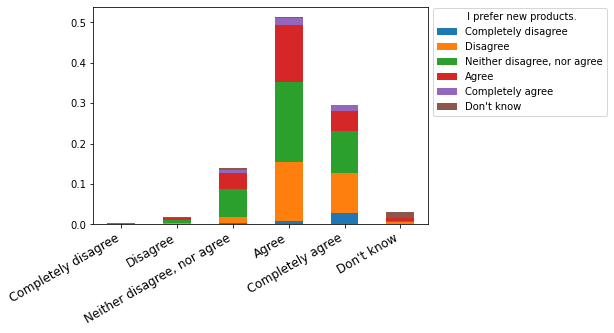 I prefer new products.
Completely disagree
Disagree
Neither disagree, nor agree
Agree
Completely agree
Don't know
0.5
0.4
0.3
0.2
0.1
0.0
Completely disagree
Disagree
Neither disagree, nor agree
Agree
Completely agree
Don't know